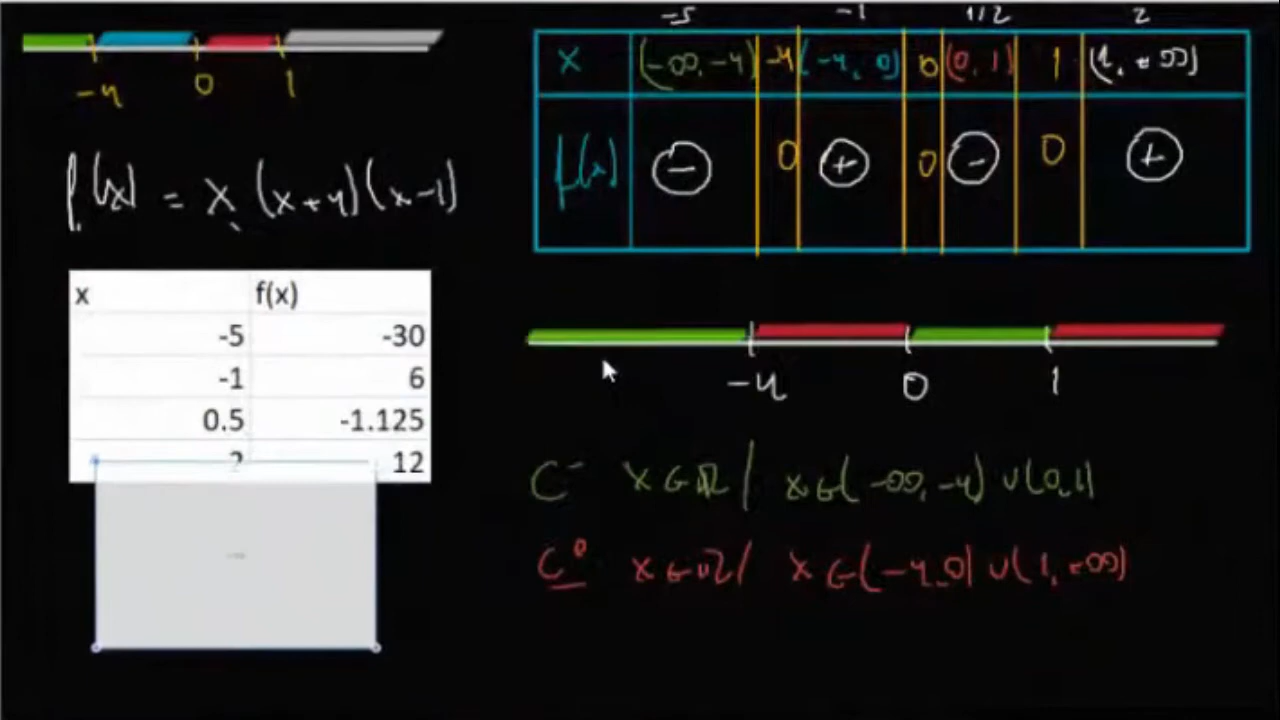 -5 -1 1/2 2
x (-∞, -4) -4 (-4, 0) 0 (0, 1) 1 (1, +∞)
f(x) - 0 + 0 - 0 +
-4 0 1
f(x) = x (x+4)(x-1)
x f(x)
-5 -30
-1 6
0.5 -1.125
2 12
-4 0 1
C⁻ x ∈ ℝ / x ∈ (-∞, -4) ∪ (0, 1)
C⁰ x ∈ ℝ / x ∈ (-4, 0) ∪ (1, +∞)